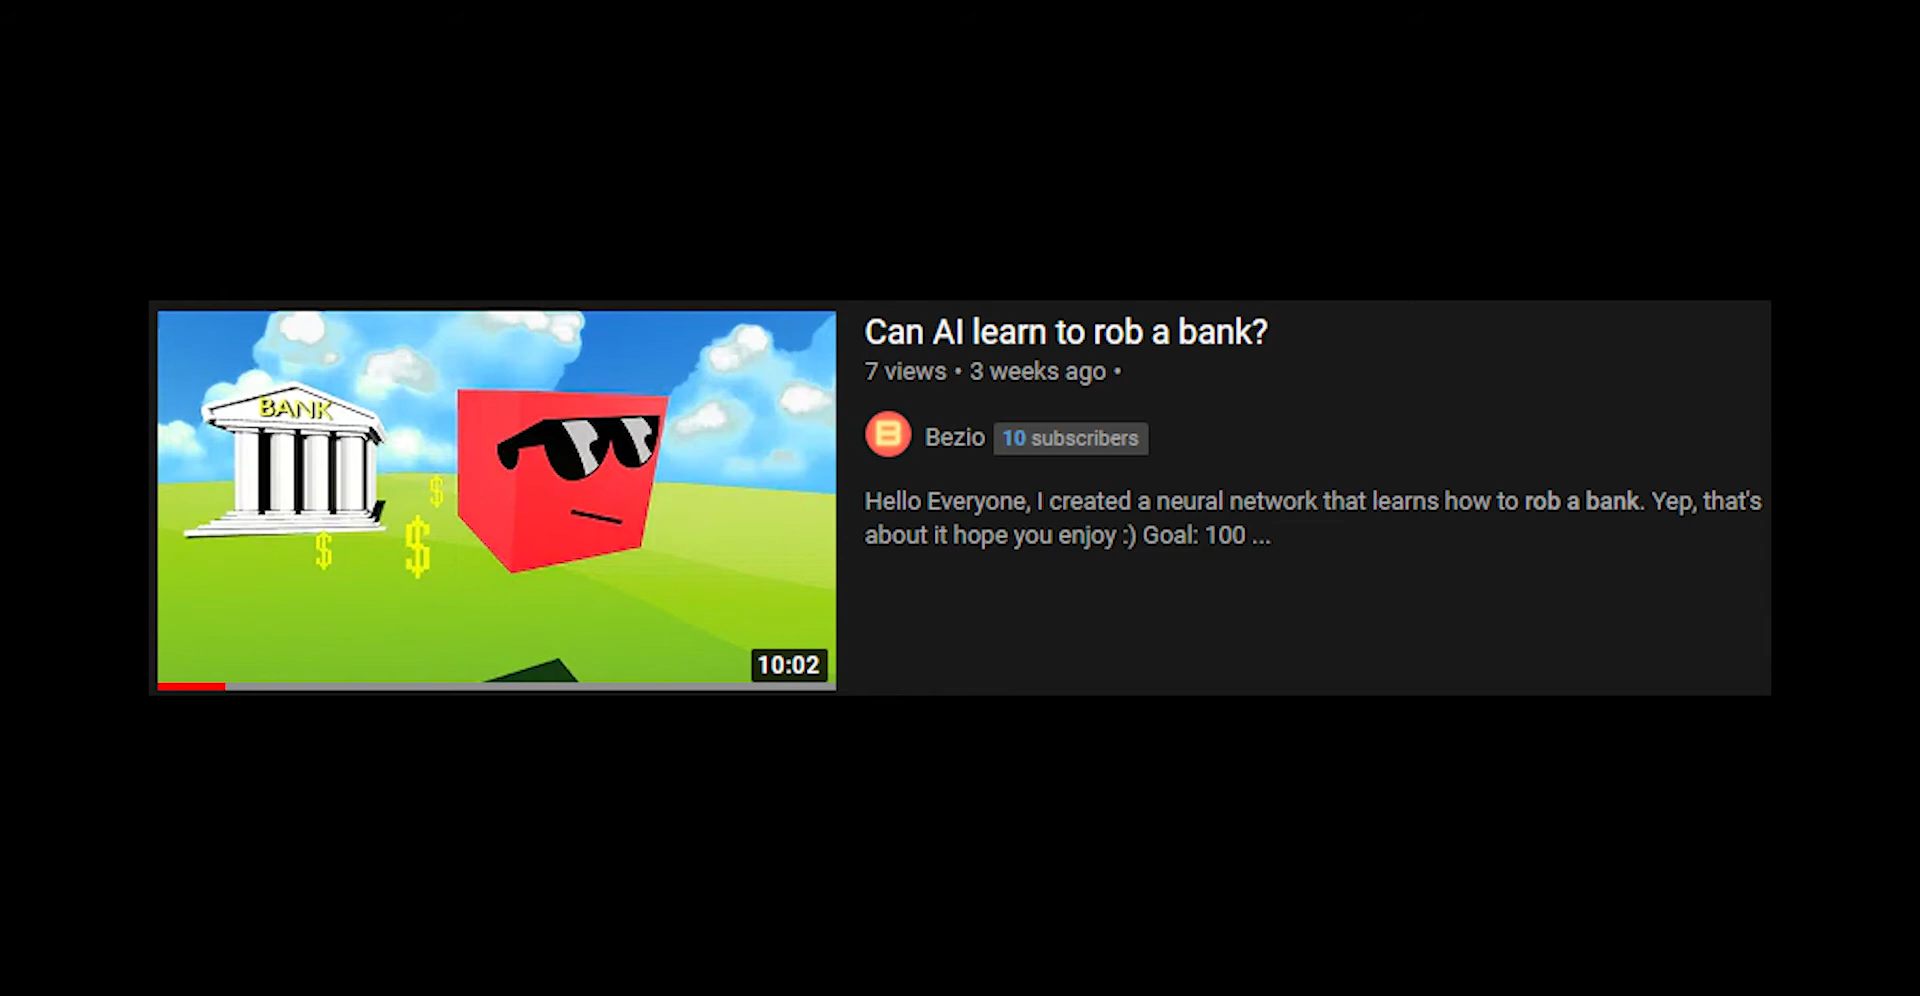 BANK
$
$
$
10:02
Can AI learn to rob a bank?
7 views • 3 weeks ago •
B
Bezio 10 subscribers
Hello Everyone, I created a neural network that learns how to rob a bank. Yep, that's
about it hope you enjoy :) Goal: 100 ...